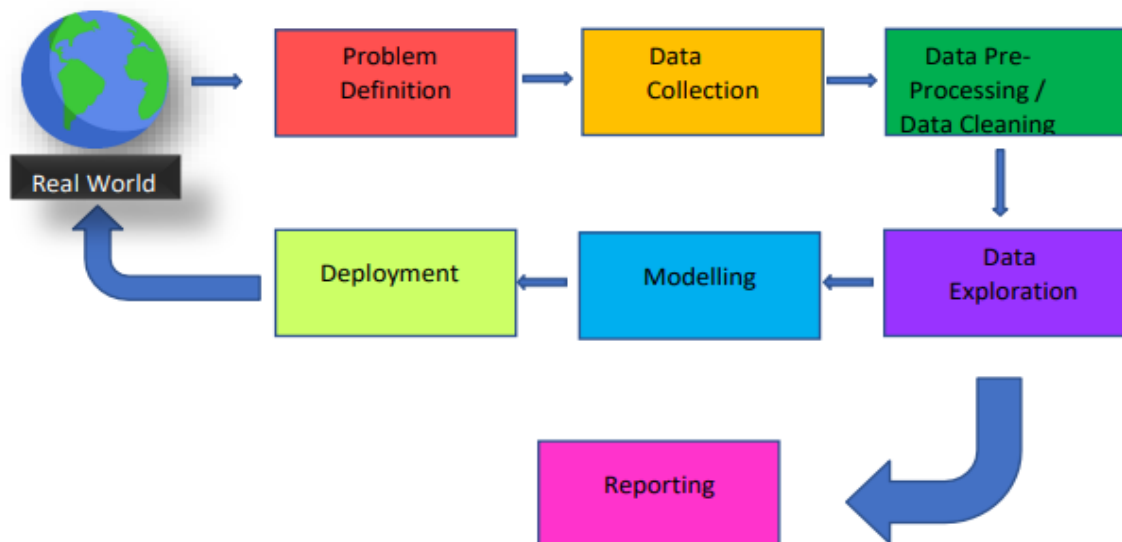 Problem
Definition
Data
Collection
Data Pre-
Processing /
Data Cleaning
Real World
Deployment
Modelling
Data
Exploration
Reporting